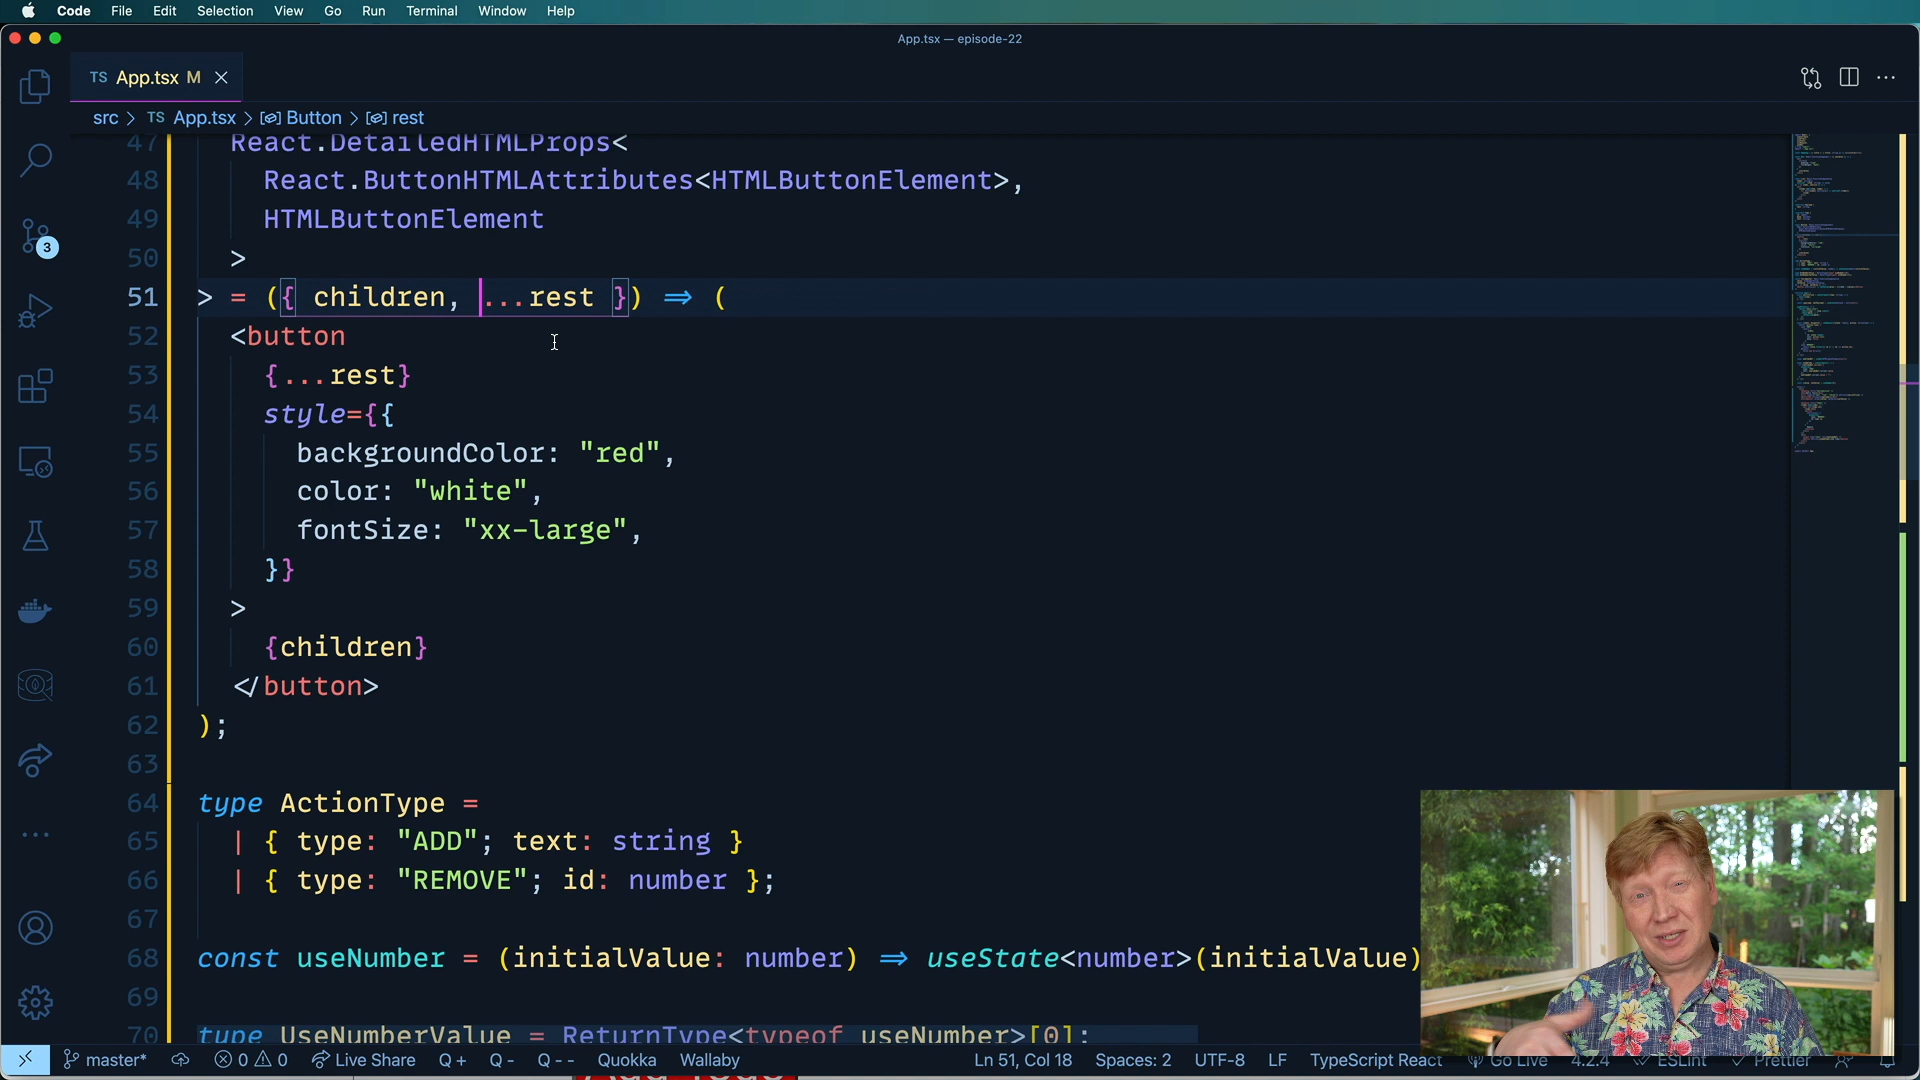 Code File Edit Selection View Go Run Terminal Window Help
App.tsx — episode-22
TS App.tsx M
src > TS App.tsx > Button > rest
47 React.DetailedHTMLProps<
48 React.ButtonHTMLAttributes<HTMLButtonElement>,
49 HTMLButtonElement
50 >
51 > = ({ children, ...rest }) => (
52 <button
53 {...rest}
54 style={{
55 backgroundColor: "red",
56 color: "white",
57 fontSize: "xx-large",
58 }}
59 >
60 {children}
61 </button>
62 );
63
64 type ActionType =
65 | { type: "ADD"; text: string }
66 | { type: "REMOVE"; id: number };
67
68 const useNumber = (initialValue: number) => useState<number>(initialValue)
69
70 type UseNumberValue = ReturnType<typeof useNumber>[0];
3
master* 0 0 Live Share Q+ Q- Q-- Quokka Wallaby Ln 51, Col 18 Spaces: 2 UTF-8 LF TypeScript React Go Live 4.2.4 ESLint Prettier
Add Todo